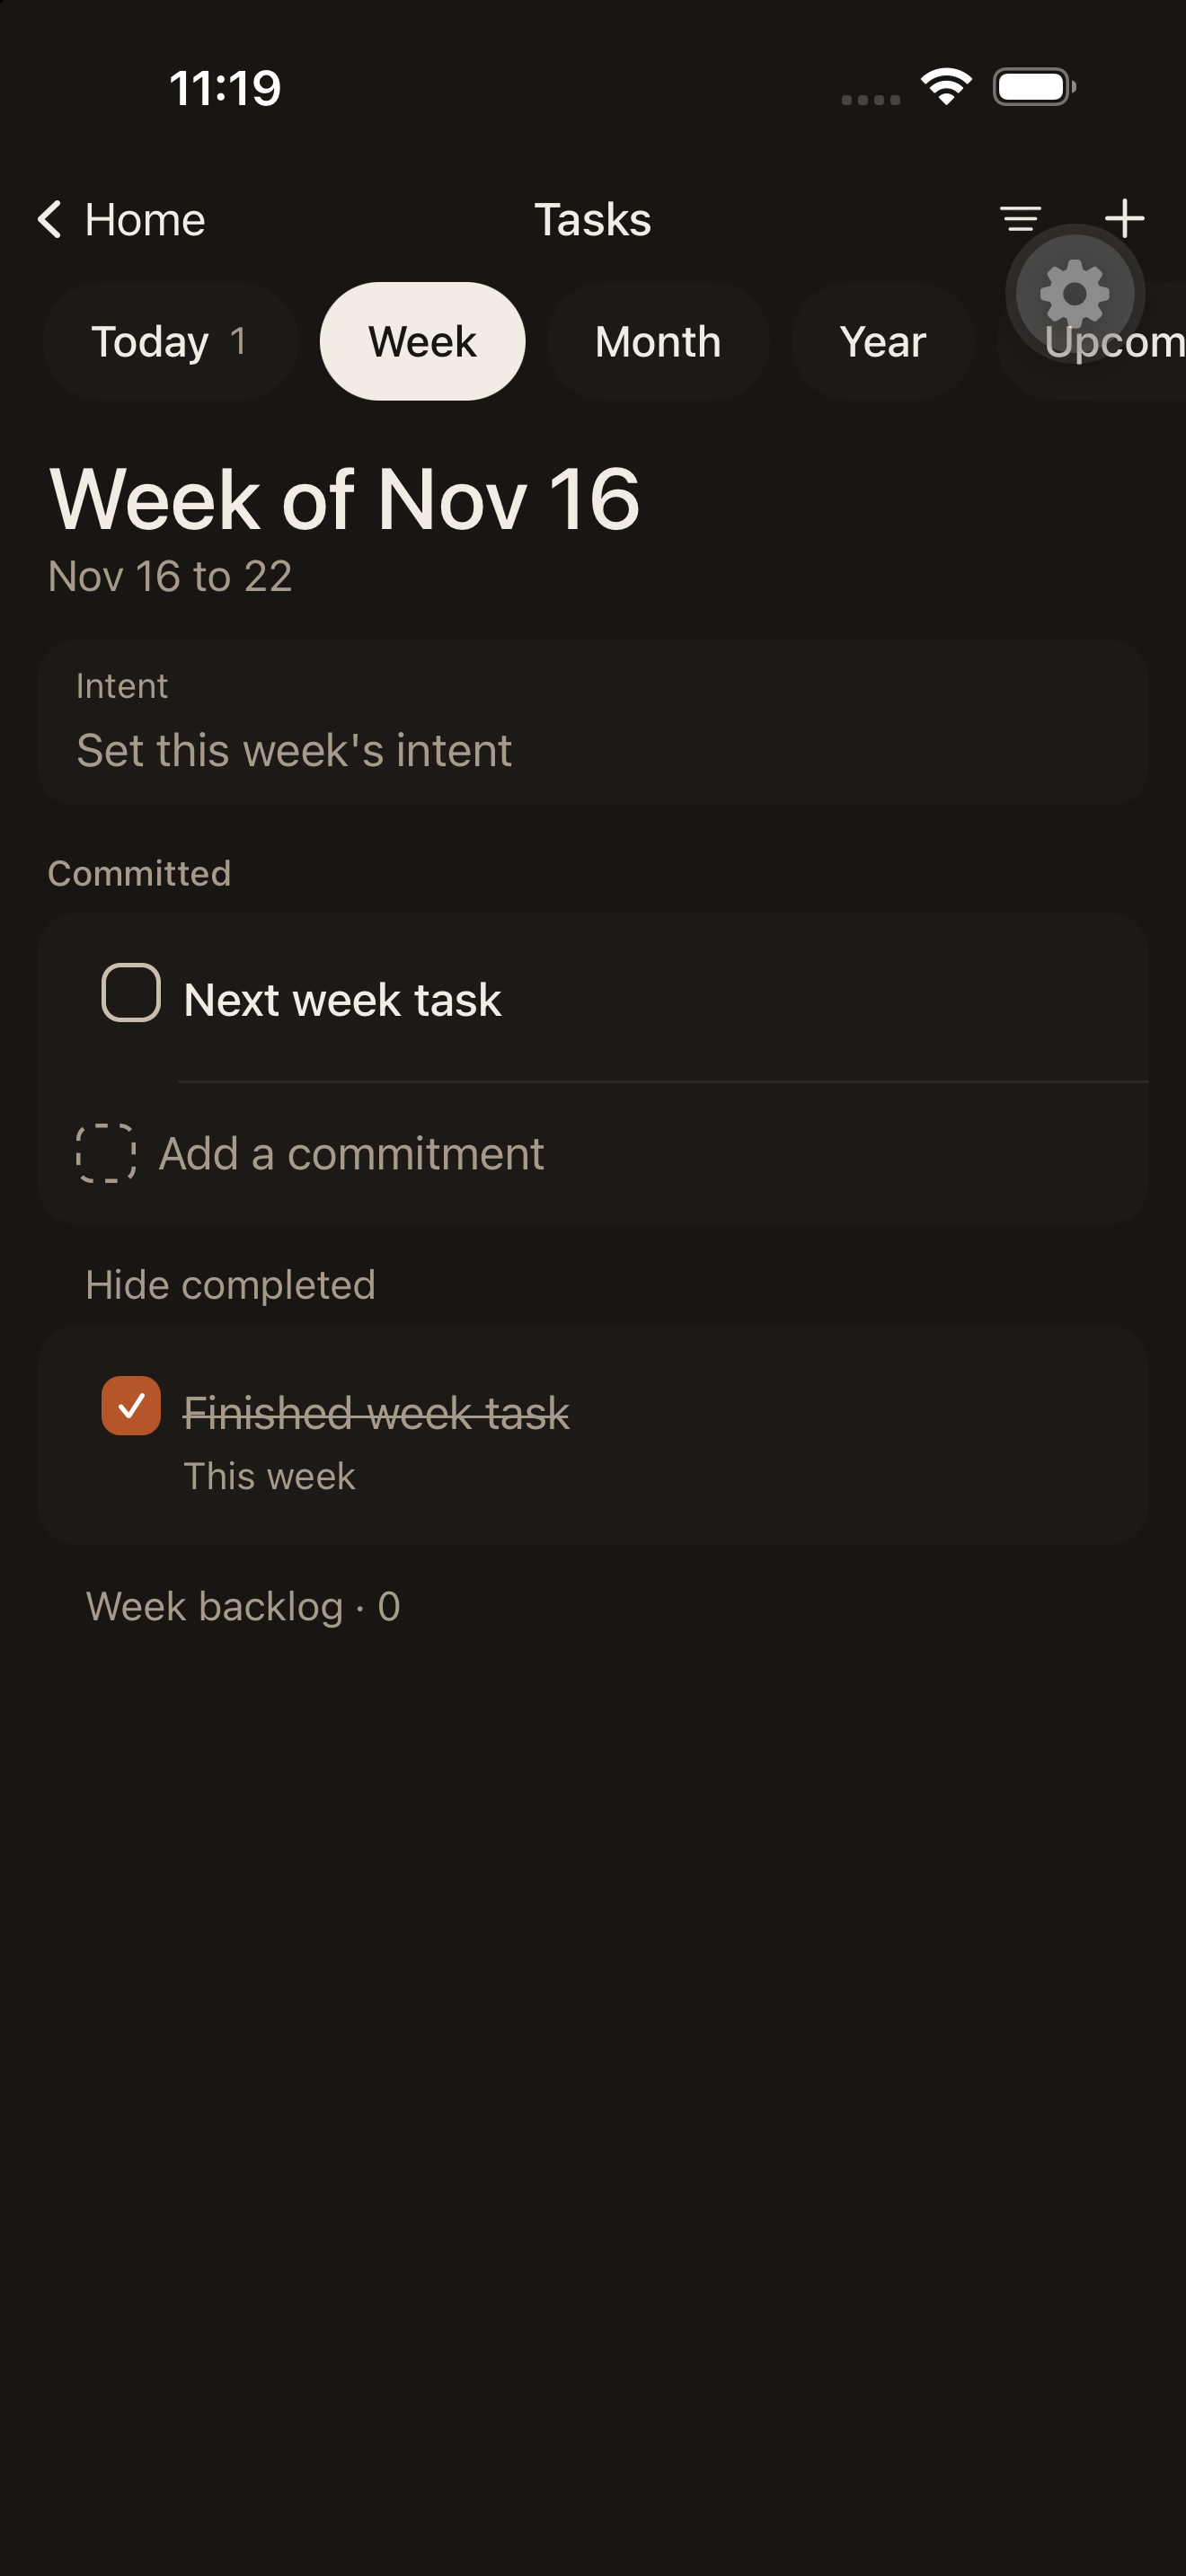 11:19
Home
Tasks
Today 1
Week
Month
Year
Upcom
Week of Nov 16
Nov 16 to 22
Intent
Set this week's intent
Committed
Next week task
Add a commitment
Hide completed
Finished week task
This week
Week backlog · 0